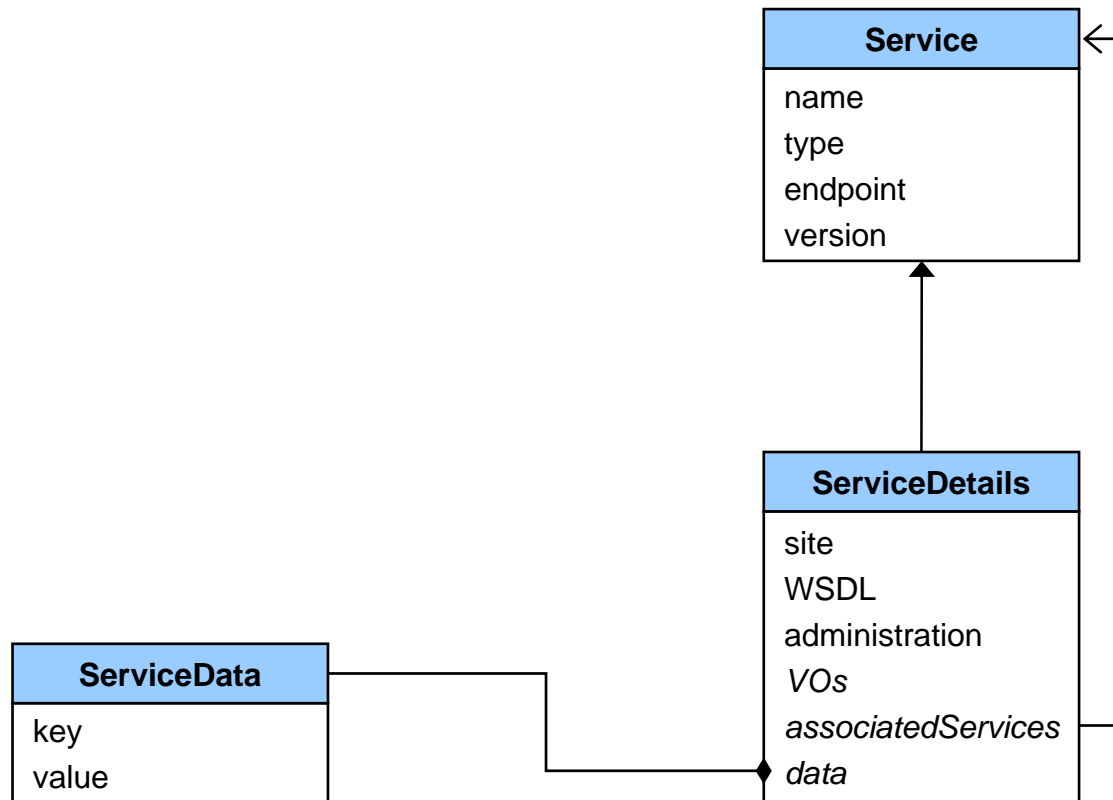 Service
name
type
endpoint
version
ServiceDetails
site
WSDL
administration
VOs
associatedServices
data
ServiceData
key
value